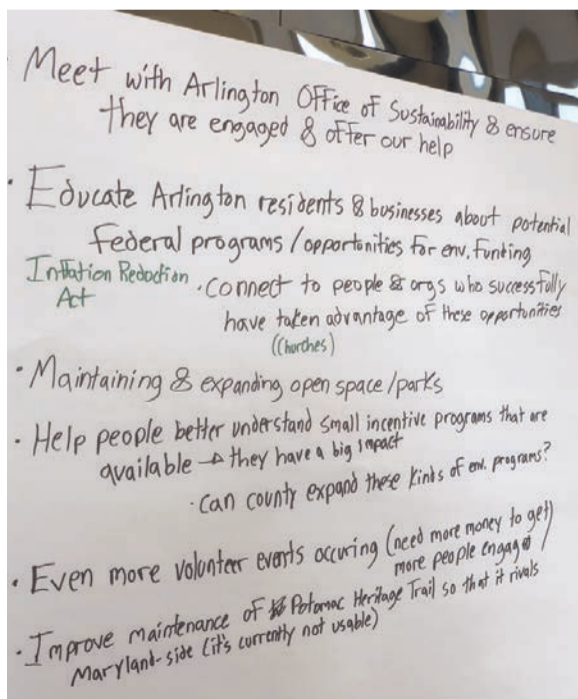 · Meet with Arlington Office of Sustainability & ensure
they are engaged & offer our help
· Educate Arlington residents & businesses about potential
federal programs/opportunities for env. funding
Inflation Reduction
Act
· Connect to people & orgs who successfully
have taken advantage of these opportunities
(Churches)
· Maintaining & expanding open space/parks
· Help people better understand small incentive programs that are
available → they have a big impact
· Can county expand these kinds of env. programs?
· Even more volunteer events occuring (need more money to get)
more people engaged
· Improve maintenance of Potomac Heritage Trail so that it rivals
Maryland-side (it's currently not usable)